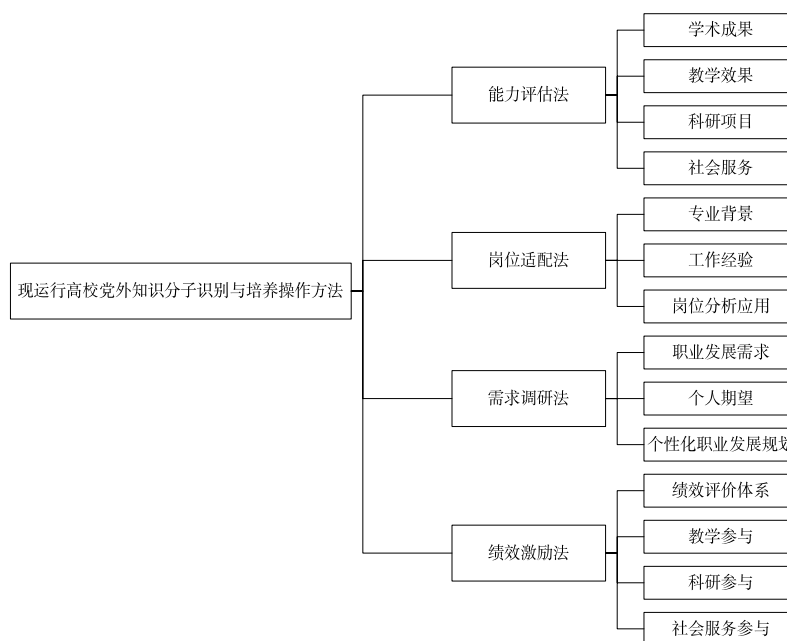 现运行高校党外知识分子识别与培养操作方法
能力评估法
学术成果
教学效果
科研项目
社会服务
岗位适配法
专业背景
工作经验
岗位分析应用
需求调研法
职业发展需求
个人期望
个性化职业发展规划
绩效激励法
绩效评价体系
教学参与
科研参与
社会服务参与